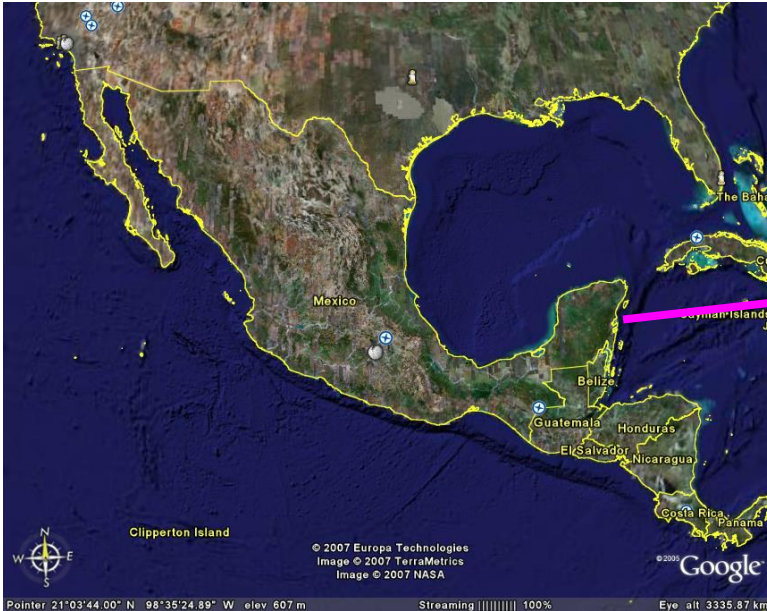 The Baha
Mexico
Cayman Islands
Belize
Guatemala
Honduras
El Salvador
Nicaragua
Costa Rica
Panama
Clipperton Island
N
W E
S
© 2007 Europa Technologies
Image © 2007 TerraMetrics
Image © 2007 NASA
© 2005 Google
Pointer 21°03'44.00" N 98°35'24.89" W elev 607 m Streaming |||||||||| 100% Eye alt 3335.87 km